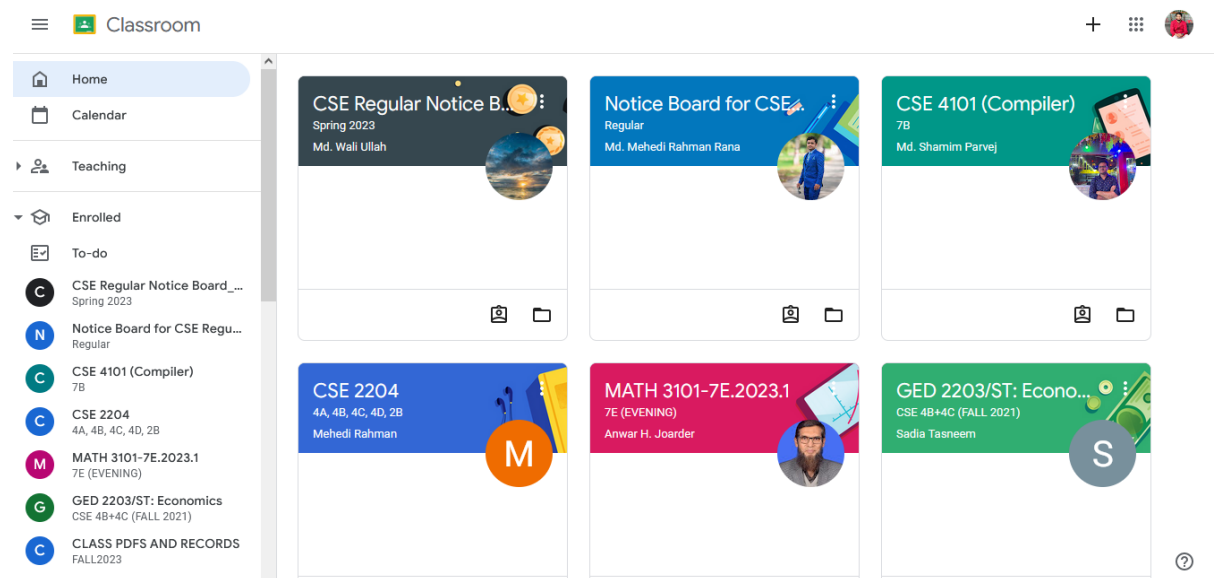 Classroom
Home
Calendar
Teaching
Enrolled
To-do
C
CSE Regular Notice Board_...
Spring 2023
N
Notice Board for CSE Regu...
Regular
C
CSE 4101 (Compiler)
7B
C
CSE 2204
4A, 4B, 4C, 4D, 2B
M
MATH 3101-7E.2023.1
7E (EVENING)
G
GED 2203/ST: Economics
CSE 4B+4C (FALL 2021)
C
CLASS PDFS AND RECORDS
FALL2023
CSE Regular Notice B...
Spring 2023
Md. Wali Ullah
Notice Board for CSE...
Regular
Md. Mehedi Rahman Rana
CSE 4101 (Compiler)
7B
Md. Shamim Parvej
CSE 2204
4A, 4B, 4C, 4D, 2B
Mehedi Rahman
M
MATH 3101-7E.2023.1
7E (EVENING)
Anwar H. Joarder
GED 2203/ST: Econo...
CSE 4B+4C (FALL 2021)
Sadia Tasneem
S